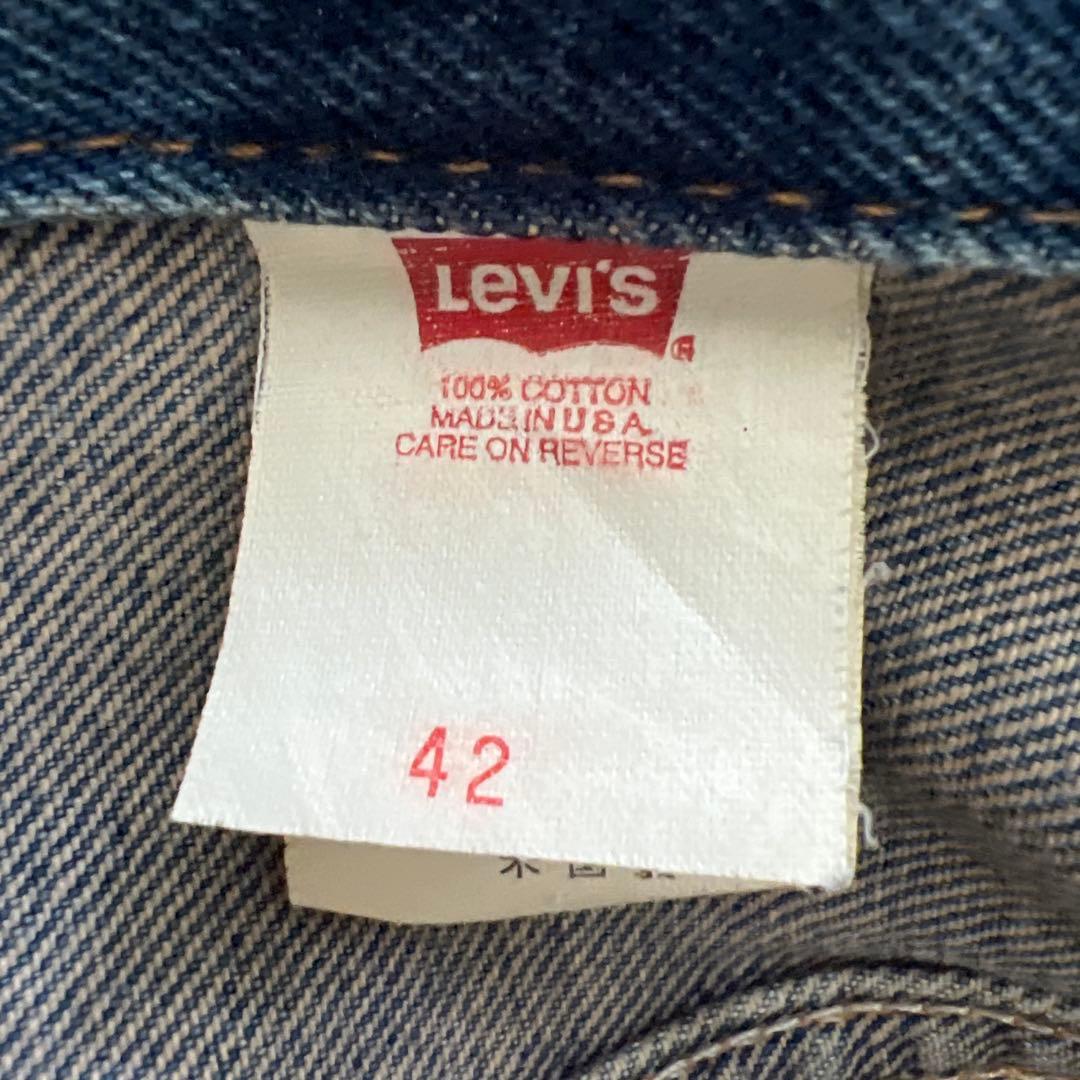 Levi's
100% COTTON
MADE IN U S A
CARE ON REVERSE
42